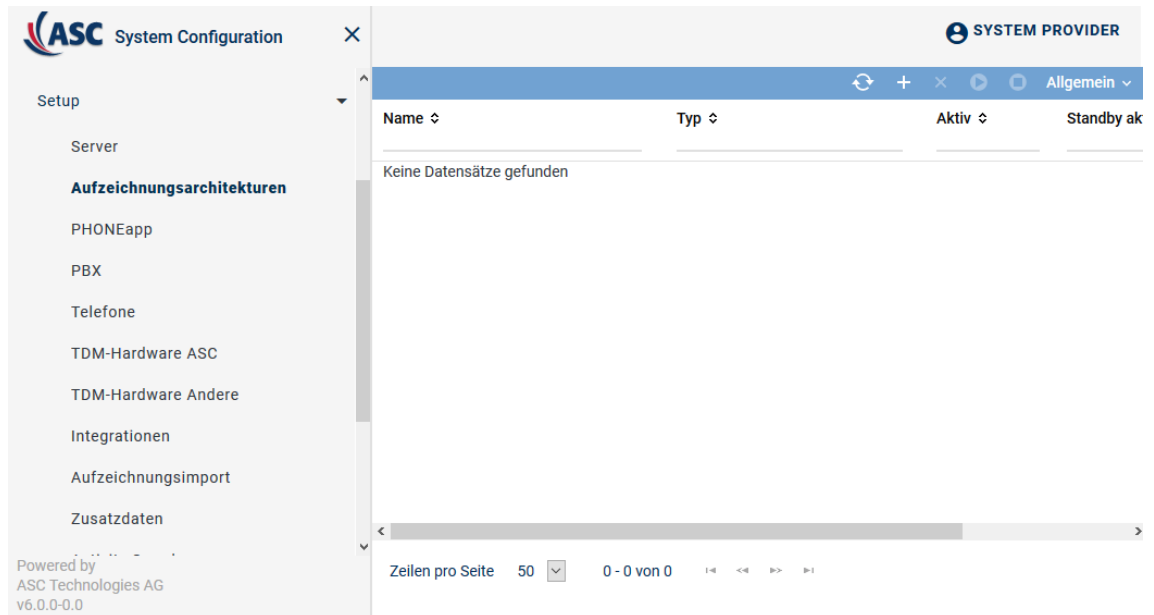 ASC System Configuration
SYSTEM PROVIDER
Allgemein
Setup
Server
Aufzeichnungsarchitekturen
PHONEapp
PBX
Telefone
TDM-Hardware ASC
TDM-Hardware Andere
Integrationen
Aufzeichnungsimport
Zusatzdaten
Powered by
ASC Technologies AG
v6.0.0-0.0
Name Typ Aktiv Standby ak
Keine Datensätze gefunden
Zeilen pro Seite 50 0 - 0 von 0